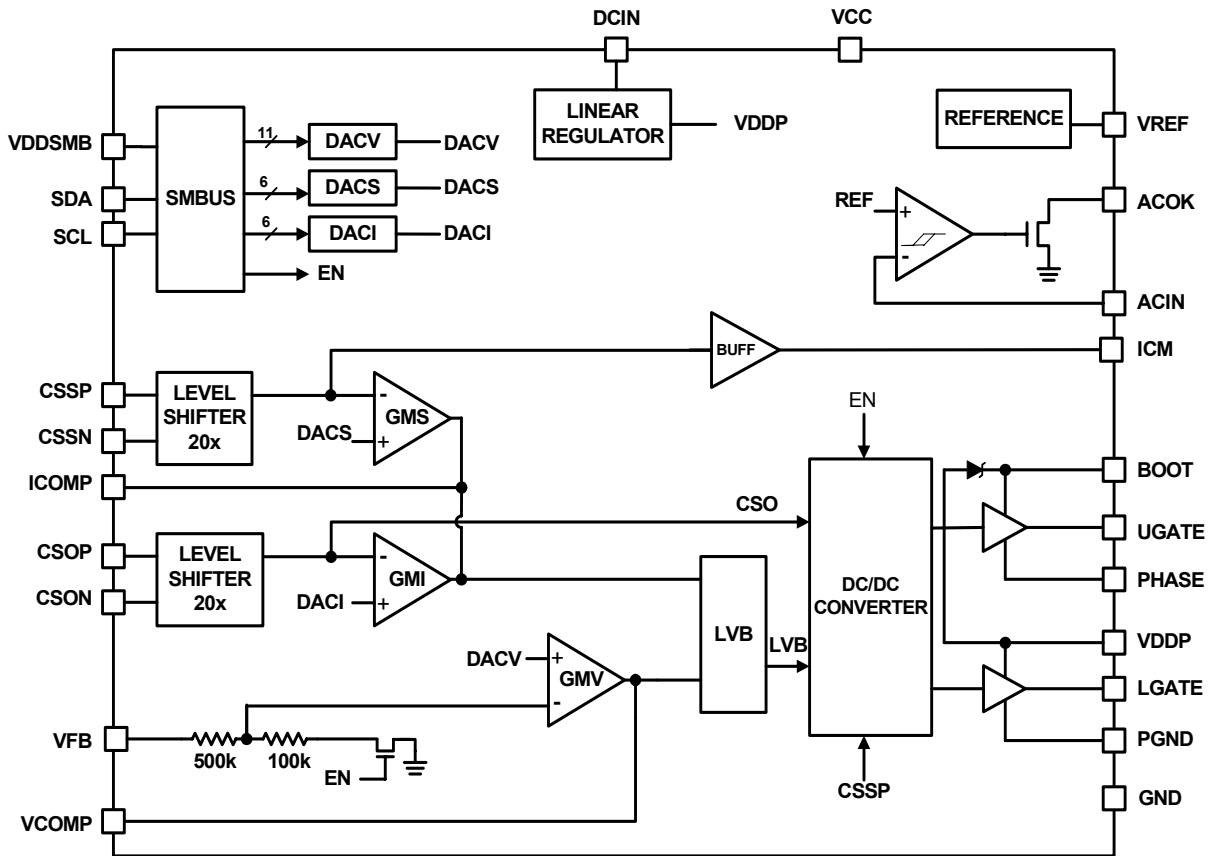 DCIN
VCC
VDDSMB
SDA
SCL
SMBUS
11
DACV
DACV
6
DACS
DACS
6
DACI
DACI
EN
LINEAR
REGULATOR
VDDP
REFERENCE
VREF
REF
+
-
ACOK
ACIN
BUFF
ICM
CSSP
CSSN
LEVEL
SHIFTER
20x
-
GMS
DACS
+
ICOMP
CSOP
CSON
LEVEL
SHIFTER
20x
-
GMI
DACI
+
CSO
EN
DC/DC
CONVERTER
CSSP
LVB
LVB
DACV
+
GMV
-
VFB
500k
100k
EN
VCOMP
BOOT
UGATE
PHASE
VDDP
LGATE
PGND
GND